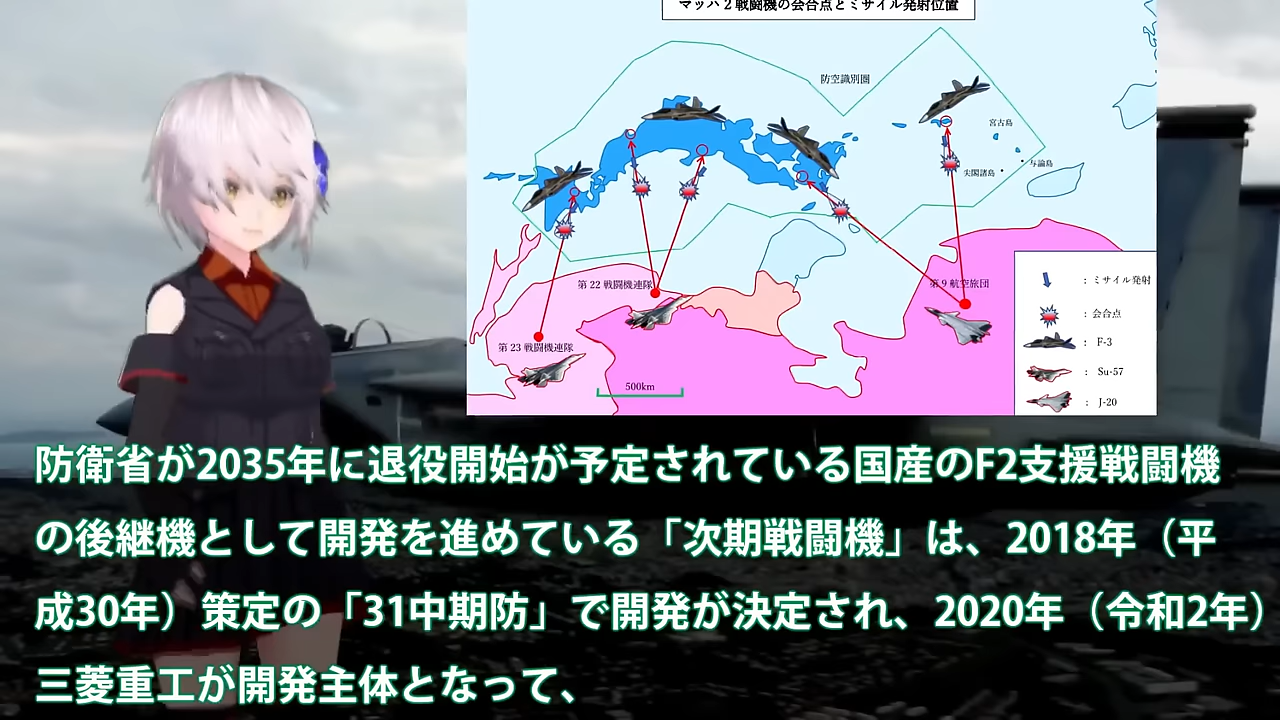 マッハ2戦闘機の会合点とミサイル発射位置
防空識別圏
宮古島
与論島
尖閣諸島
第22戦闘機連隊
第9航空旅団
第23戦闘機連隊
500km
：ミサイル発射
：会合点
：F-3
：Su-57
：J-20
防衛省が2035年に退役開始が予定されている国産のF2支援戦闘機
の後継機として開発を進めている「次期戦闘機」は、2018年（平
成30年）策定の「31中期防」で開発が決定され、2020年（令和2年）
三菱重工が開発主体となって、